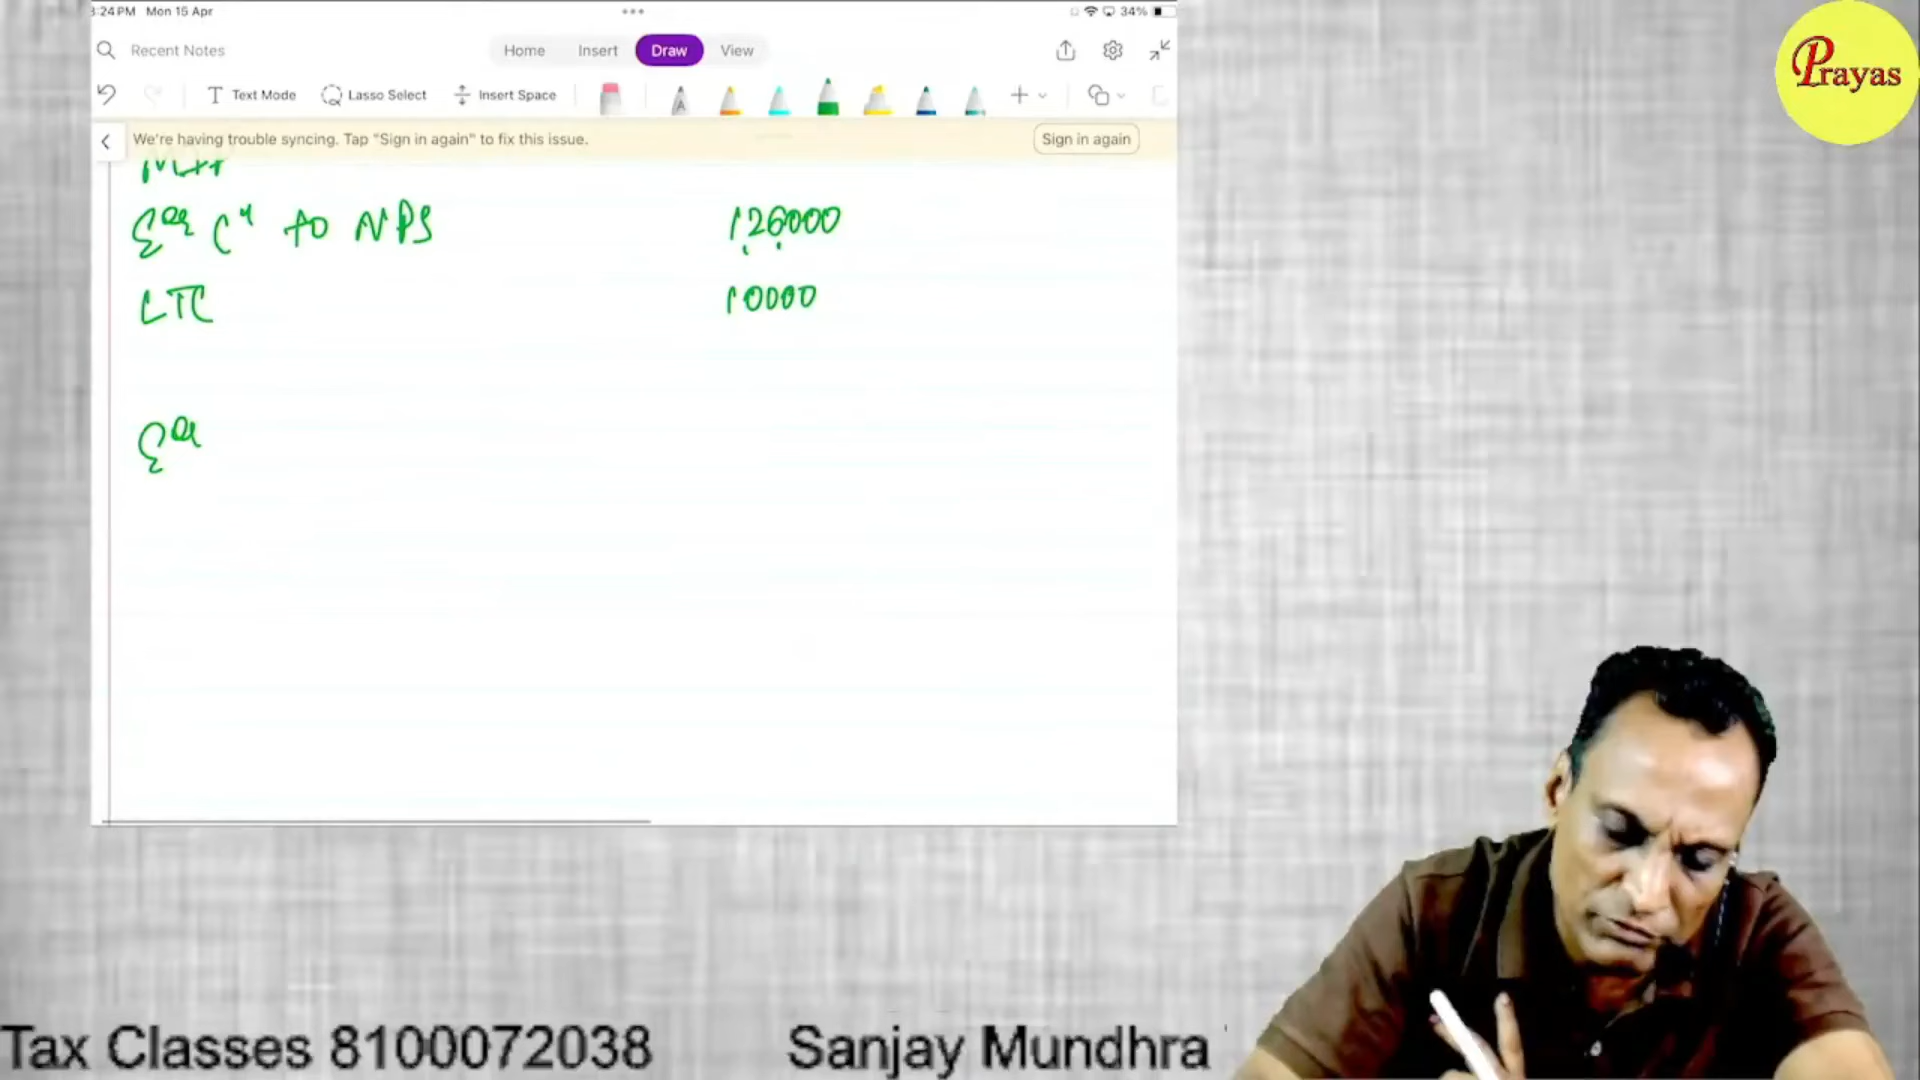 3:24 PM Mon 15 Apr
34%
Prayas
Recent Notes
Home Insert Draw View
Text Mode Lasso Select Insert Space
We're having trouble syncing. Tap "Sign in again" to fix this issue. Sign in again
to NPS 126000
LTC 10000
Tax Classes 8100072038 Sanjay Mundhra